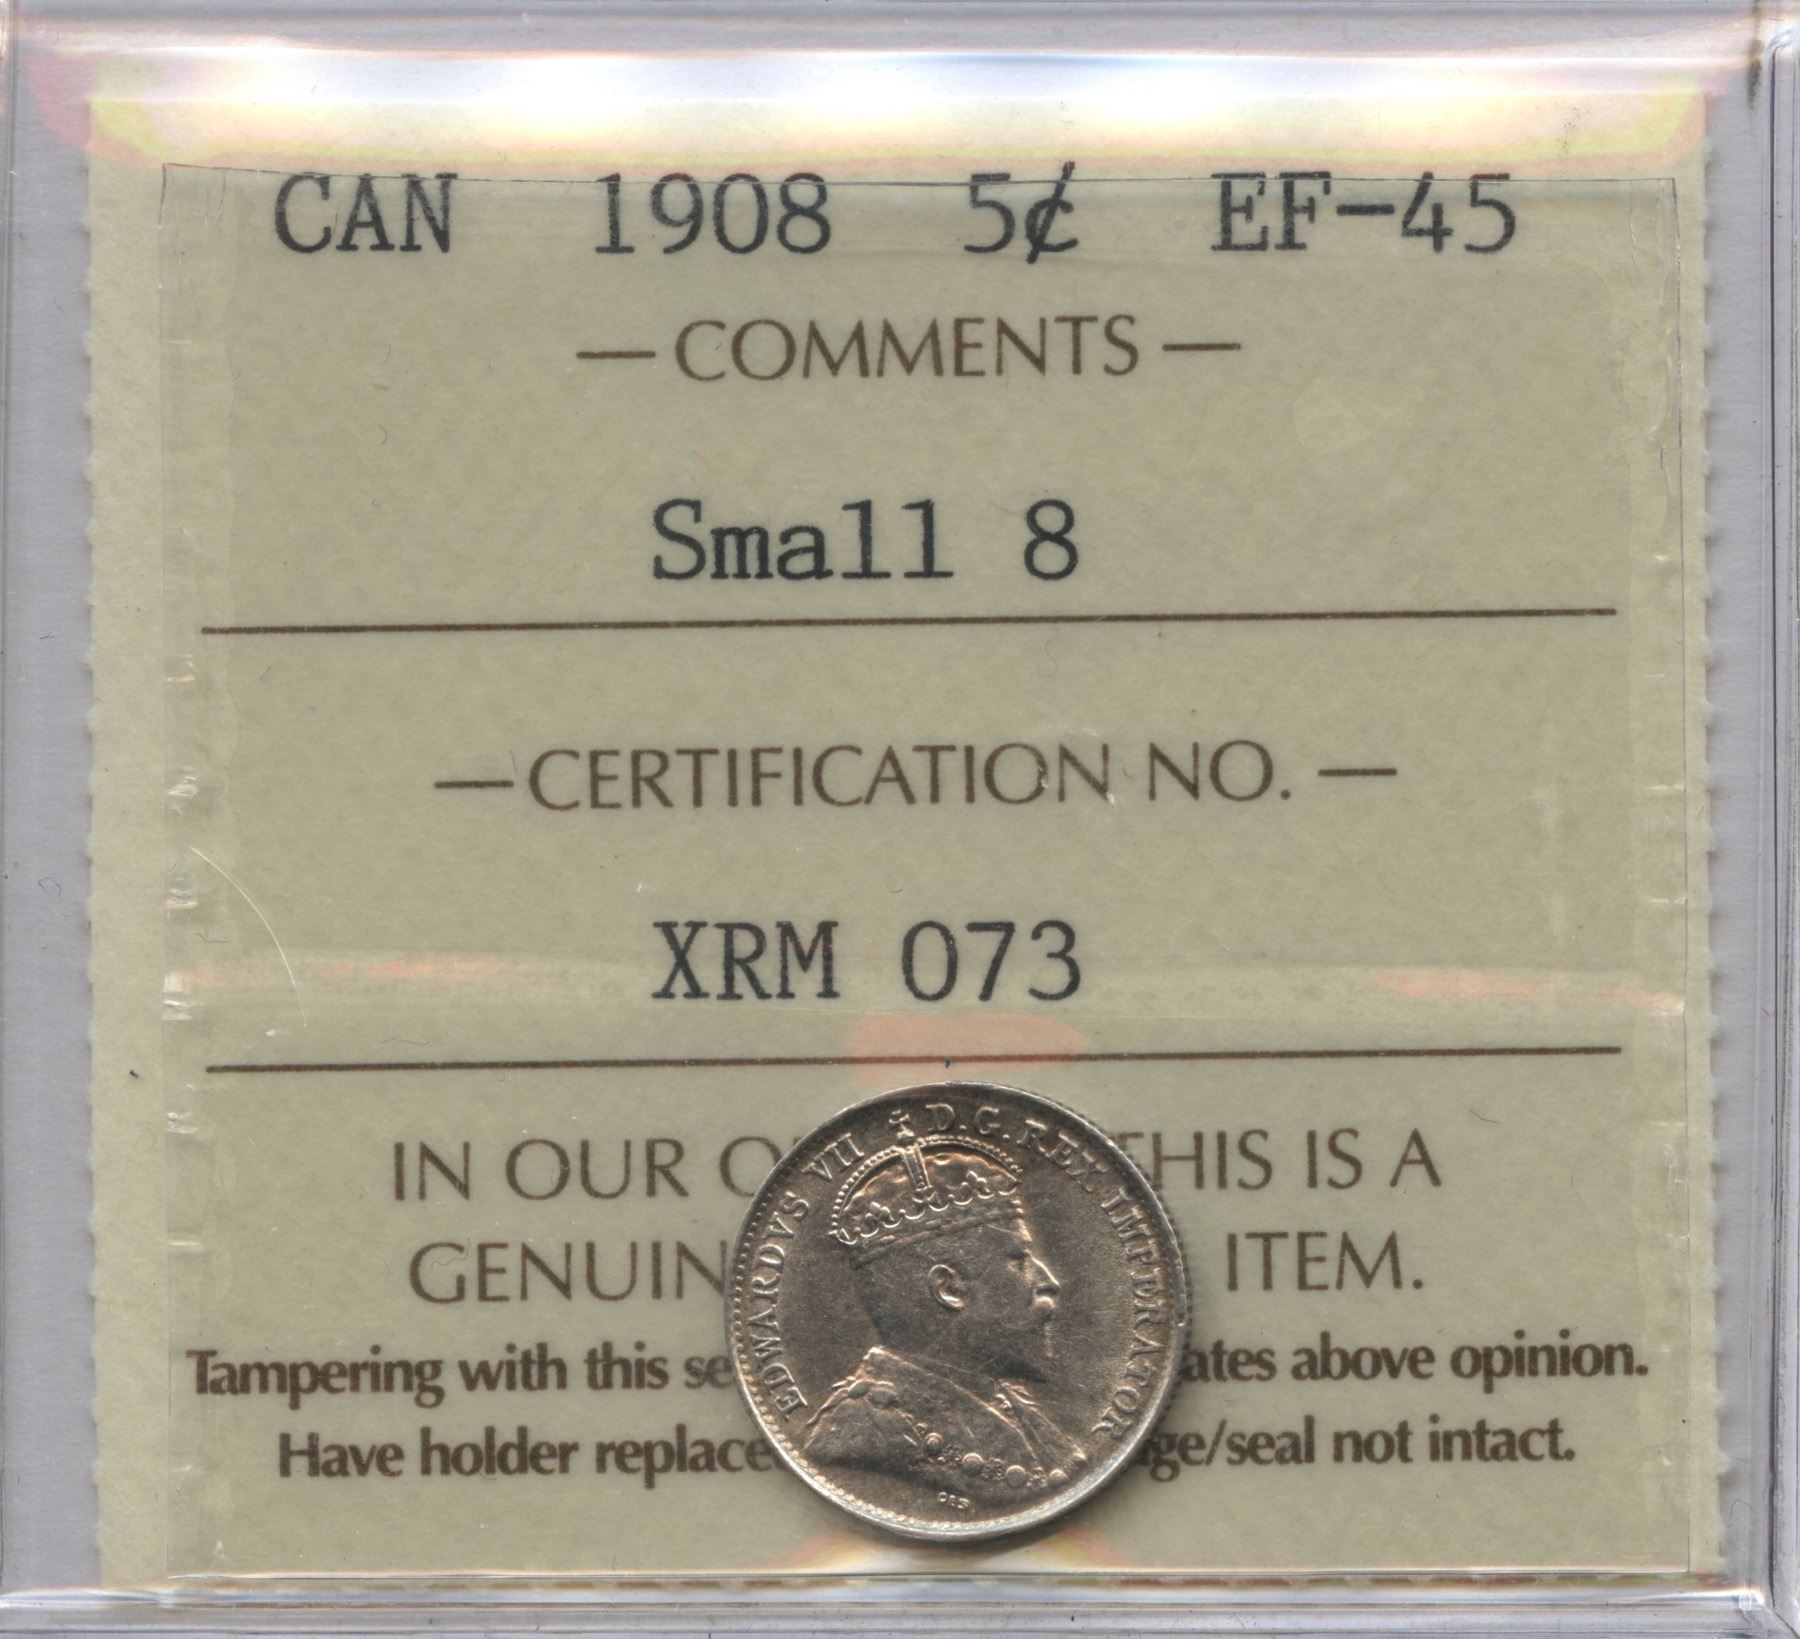 CAN 1908 5¢ EF-45
— COMMENTS —
Small 8
— CERTIFICATION NO. —
XRM 073
EDWARDVS VII D.G. REX IMPERATOR
IN OUR O THIS IS A
GENUIN ITEM.
Tampering with this se ates above opinion.
Have holder replace ge/seal not intact.